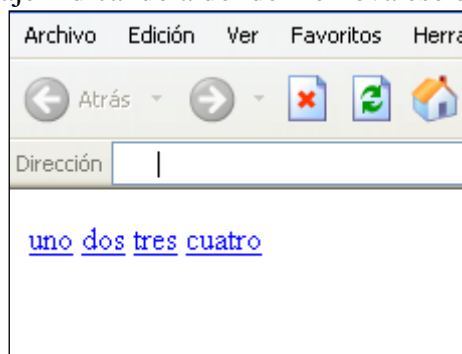 Archivo Edición Ver Favoritos
Atrás
Dirección
uno dos tres cuatro